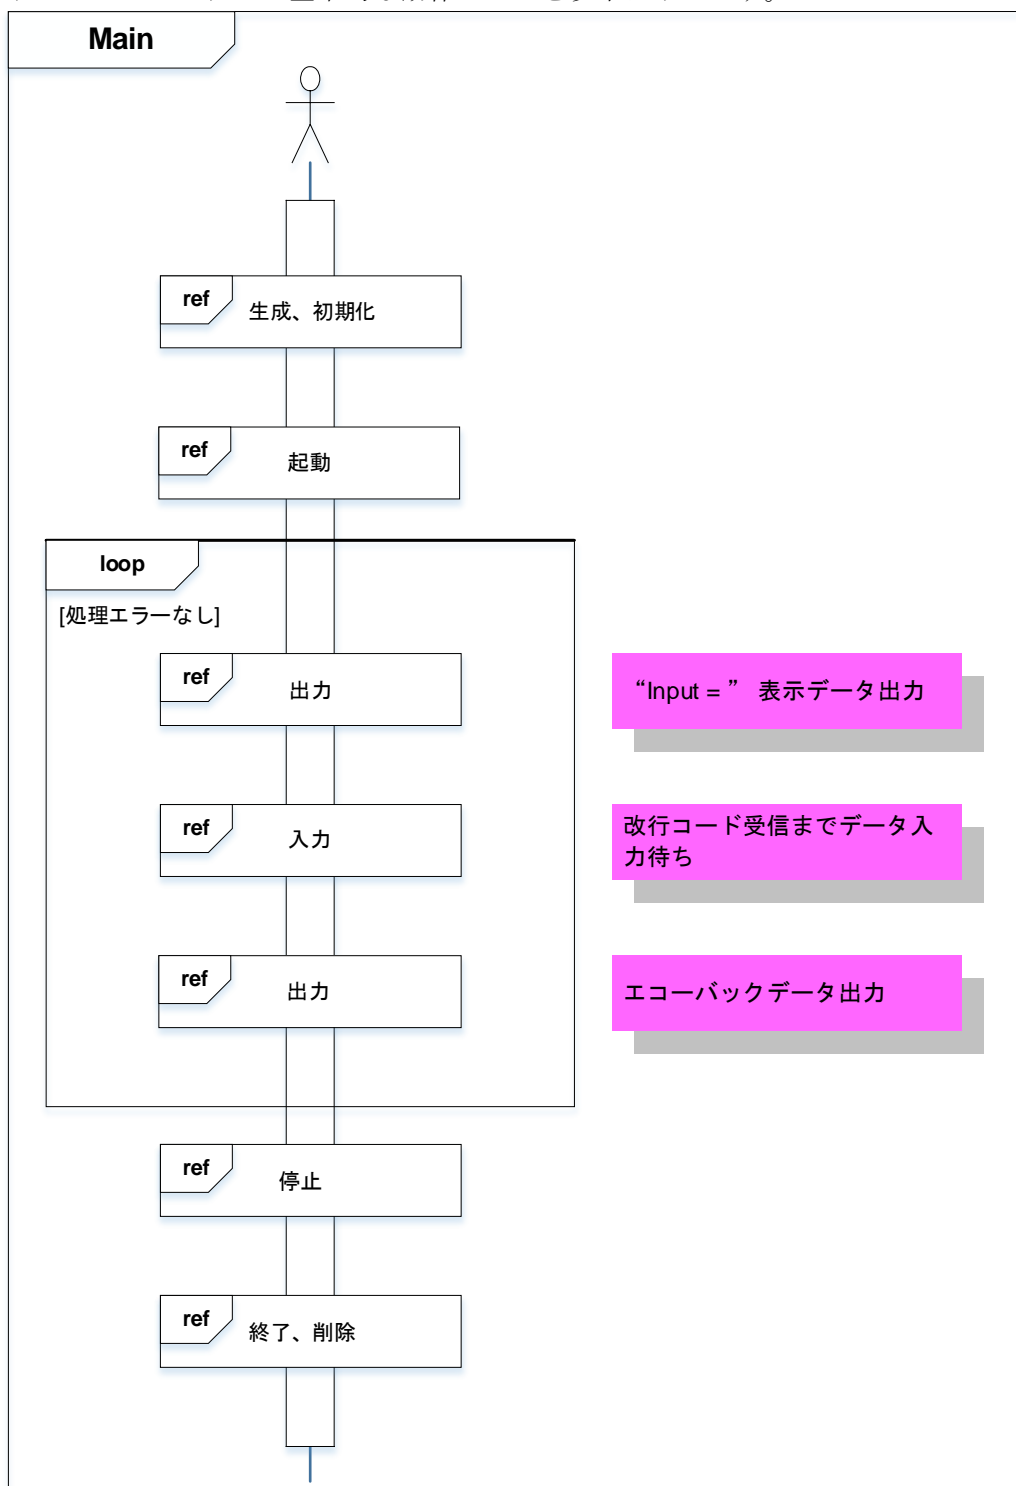 Main
ref
生成、初期化
ref
起動
loop
[処理エラーなし]
ref
出力
“Input = ” 表示データ出力
ref
入力
改行コード受信までデータ入
力待ち
ref
出力
エコーバックデータ出力
ref
停止
ref
終了、削除